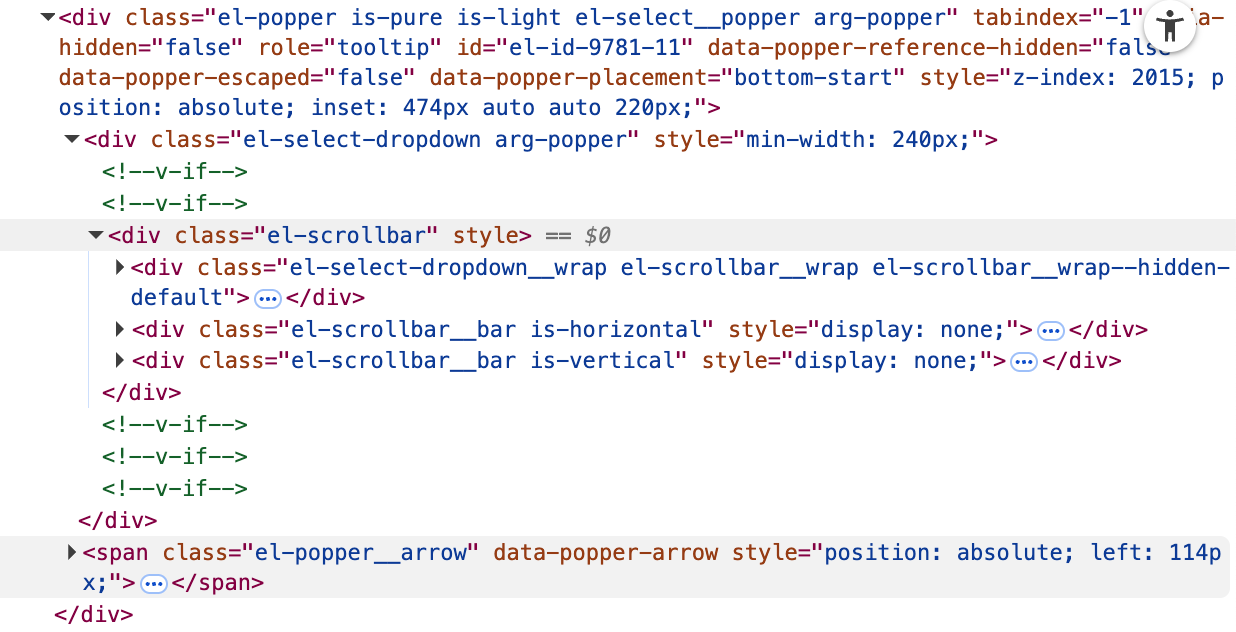 ▼<div class="el-popper is-pure is-light el-select__popper arg-popper" tabindex="-1" a-
hidden="false" role="tooltip" id="el-id-9781-11" data-popper-reference-hidden="false
data-popper-escaped="false" data-popper-placement="bottom-start" style="z-index: 2015; p
osition: absolute; inset: 474px auto auto 220px;">
▼<div class="el-select-dropdown arg-popper" style="min-width: 240px;">
<!--v-if-->
<!--v-if-->
▼<div class="el-scrollbar" style> == $0
▶<div class="el-select-dropdown__wrap el-scrollbar__wrap el-scrollbar__wrap--hidden-
default">…</div>
▶<div class="el-scrollbar__bar is-horizontal" style="display: none;">…</div>
▶<div class="el-scrollbar__bar is-vertical" style="display: none;">…</div>
</div>
<!--v-if-->
<!--v-if-->
<!--v-if-->
</div>
▶<span class="el-popper__arrow" data-popper-arrow style="position: absolute; left: 114p
x;">…</span>
</div>